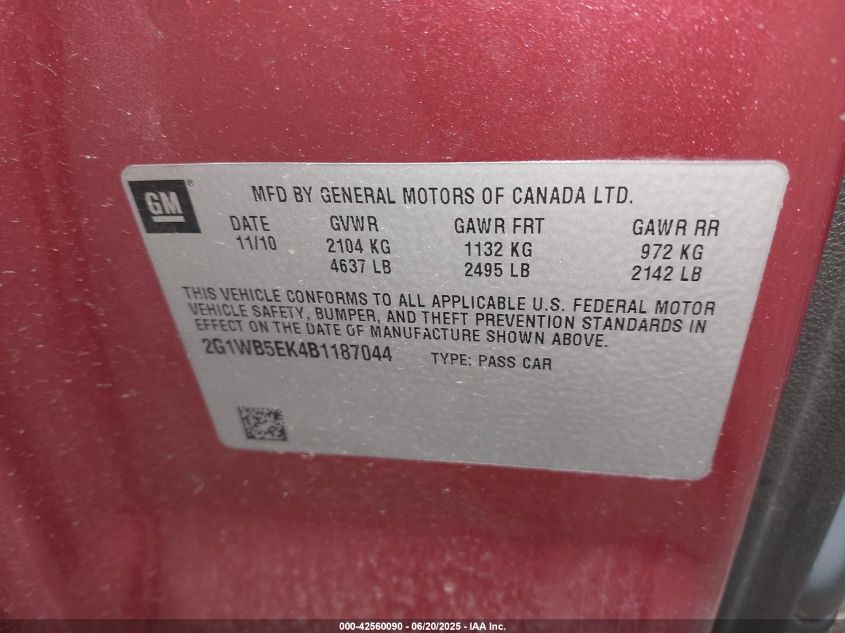 GM®
MFD BY GENERAL MOTORS OF CANADA LTD.
DATE GVWR GAWR FRT GAWR RR
11/10 2104 KG 1132 KG 972 KG
4637 LB 2495 LB 2142 LB
THIS VEHICLE CONFORMS TO ALL APPLICABLE U.S. FEDERAL MOTOR
VEHICLE SAFETY, BUMPER, AND THEFT PREVENTION STANDARDS IN
EFFECT ON THE DATE OF MANUFACTURE SHOWN ABOVE.
2G1WB5EK4B1187044 TYPE: PASS CAR
000-42560090 - 06/20/2025 - IAA Inc.